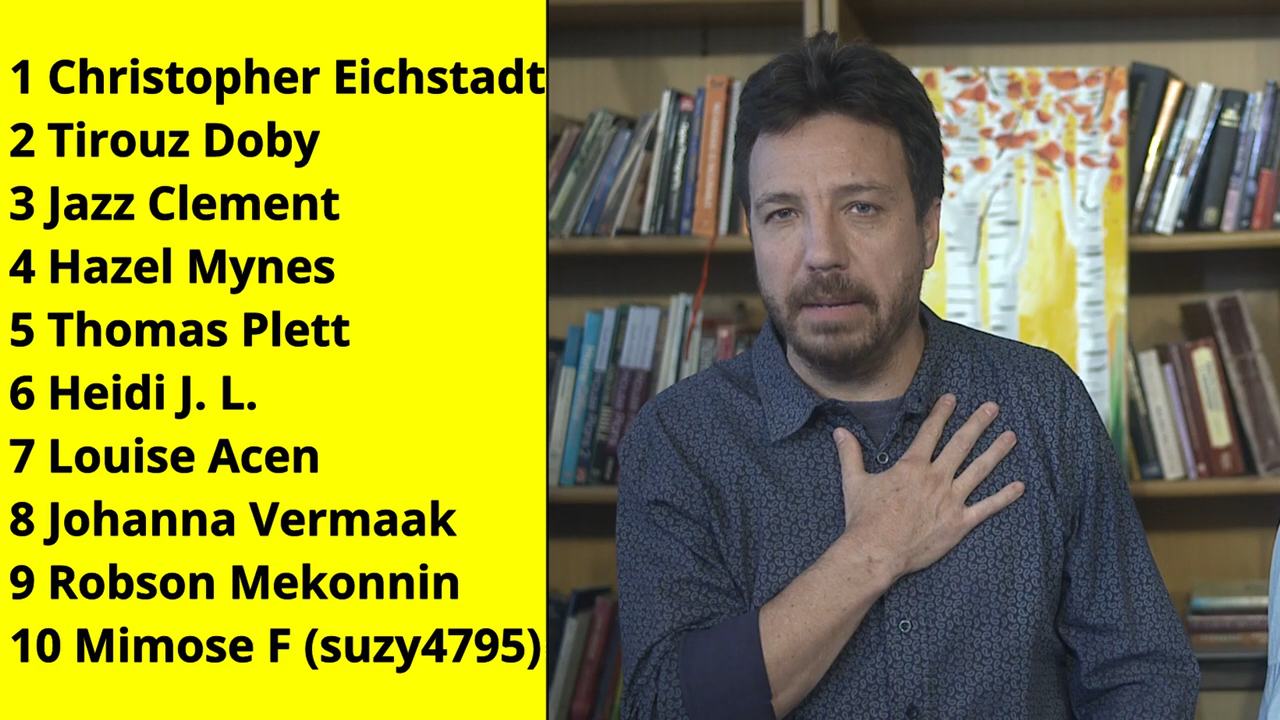 1 Christopher Eichstadt
2 Tirouz Doby
3 Jazz Clement
4 Hazel Mynes
5 Thomas Plett
6 Heidi J. L.
7 Louise Acen
8 Johanna Vermaak
9 Robson Mekonnin
10 Mimose F (suzy4795)